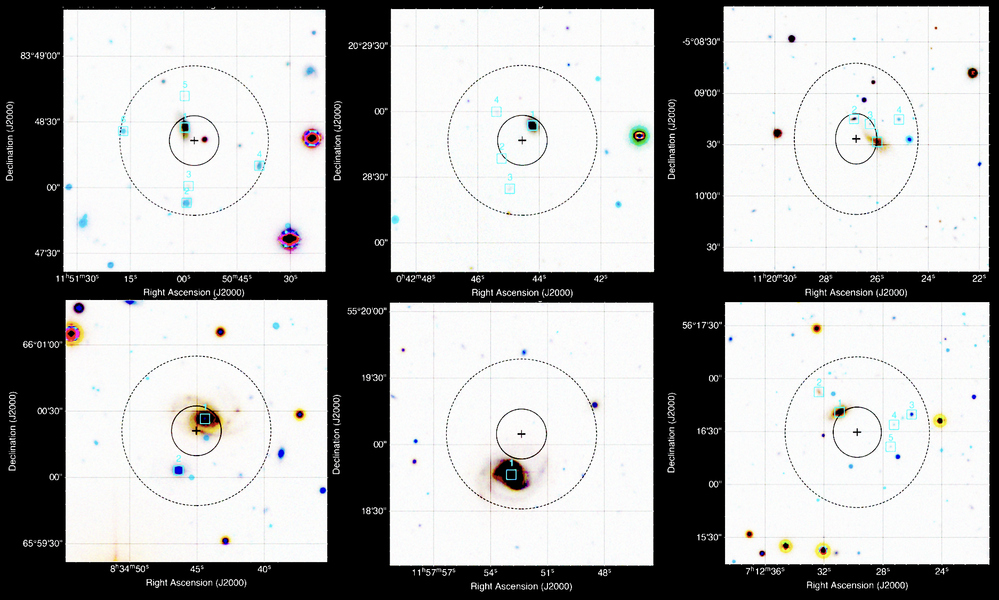 83°49'00"
48'30"
00"
47'30"
Declination (J2000)
5
1
6
4
3
2
11ʰ51ᵐ30ˢ 15ˢ 00ˢ 50ᵐ45ˢ 30ˢ
Right Ascension (J2000)
20°29'30"
00"
28'30"
00"
Declination (J2000)
4
1
2
3
0ʰ42ᵐ48ˢ 46ˢ 44ˢ 42ˢ
Right Ascension (J2000)
-5°08'30"
09'00"
30"
10'00"
30"
Declination (J2000)
2
3
4
11ʰ20ᵐ30ˢ 28ˢ 26ˢ 24ˢ 22ˢ
Right Ascension (J2000)
66°01'00"
00'30"
00"
65°59'30"
Declination (J2000)
1
2
8ʰ34ᵐ50ˢ 45ˢ 40ˢ
Right Ascension (J2000)
55°20'00"
19'30"
00"
18'30"
Declination (J2000)
1
11ʰ57ᵐ57ˢ 54ˢ 51ˢ 48ˢ
Right Ascension (J2000)
56°17'30"
00"
16'30"
00"
15'30"
Declination (J2000)
2
1
3
4
5
7ʰ12ᵐ36ˢ 32ˢ 28ˢ 24ˢ
Right Ascension (J2000)